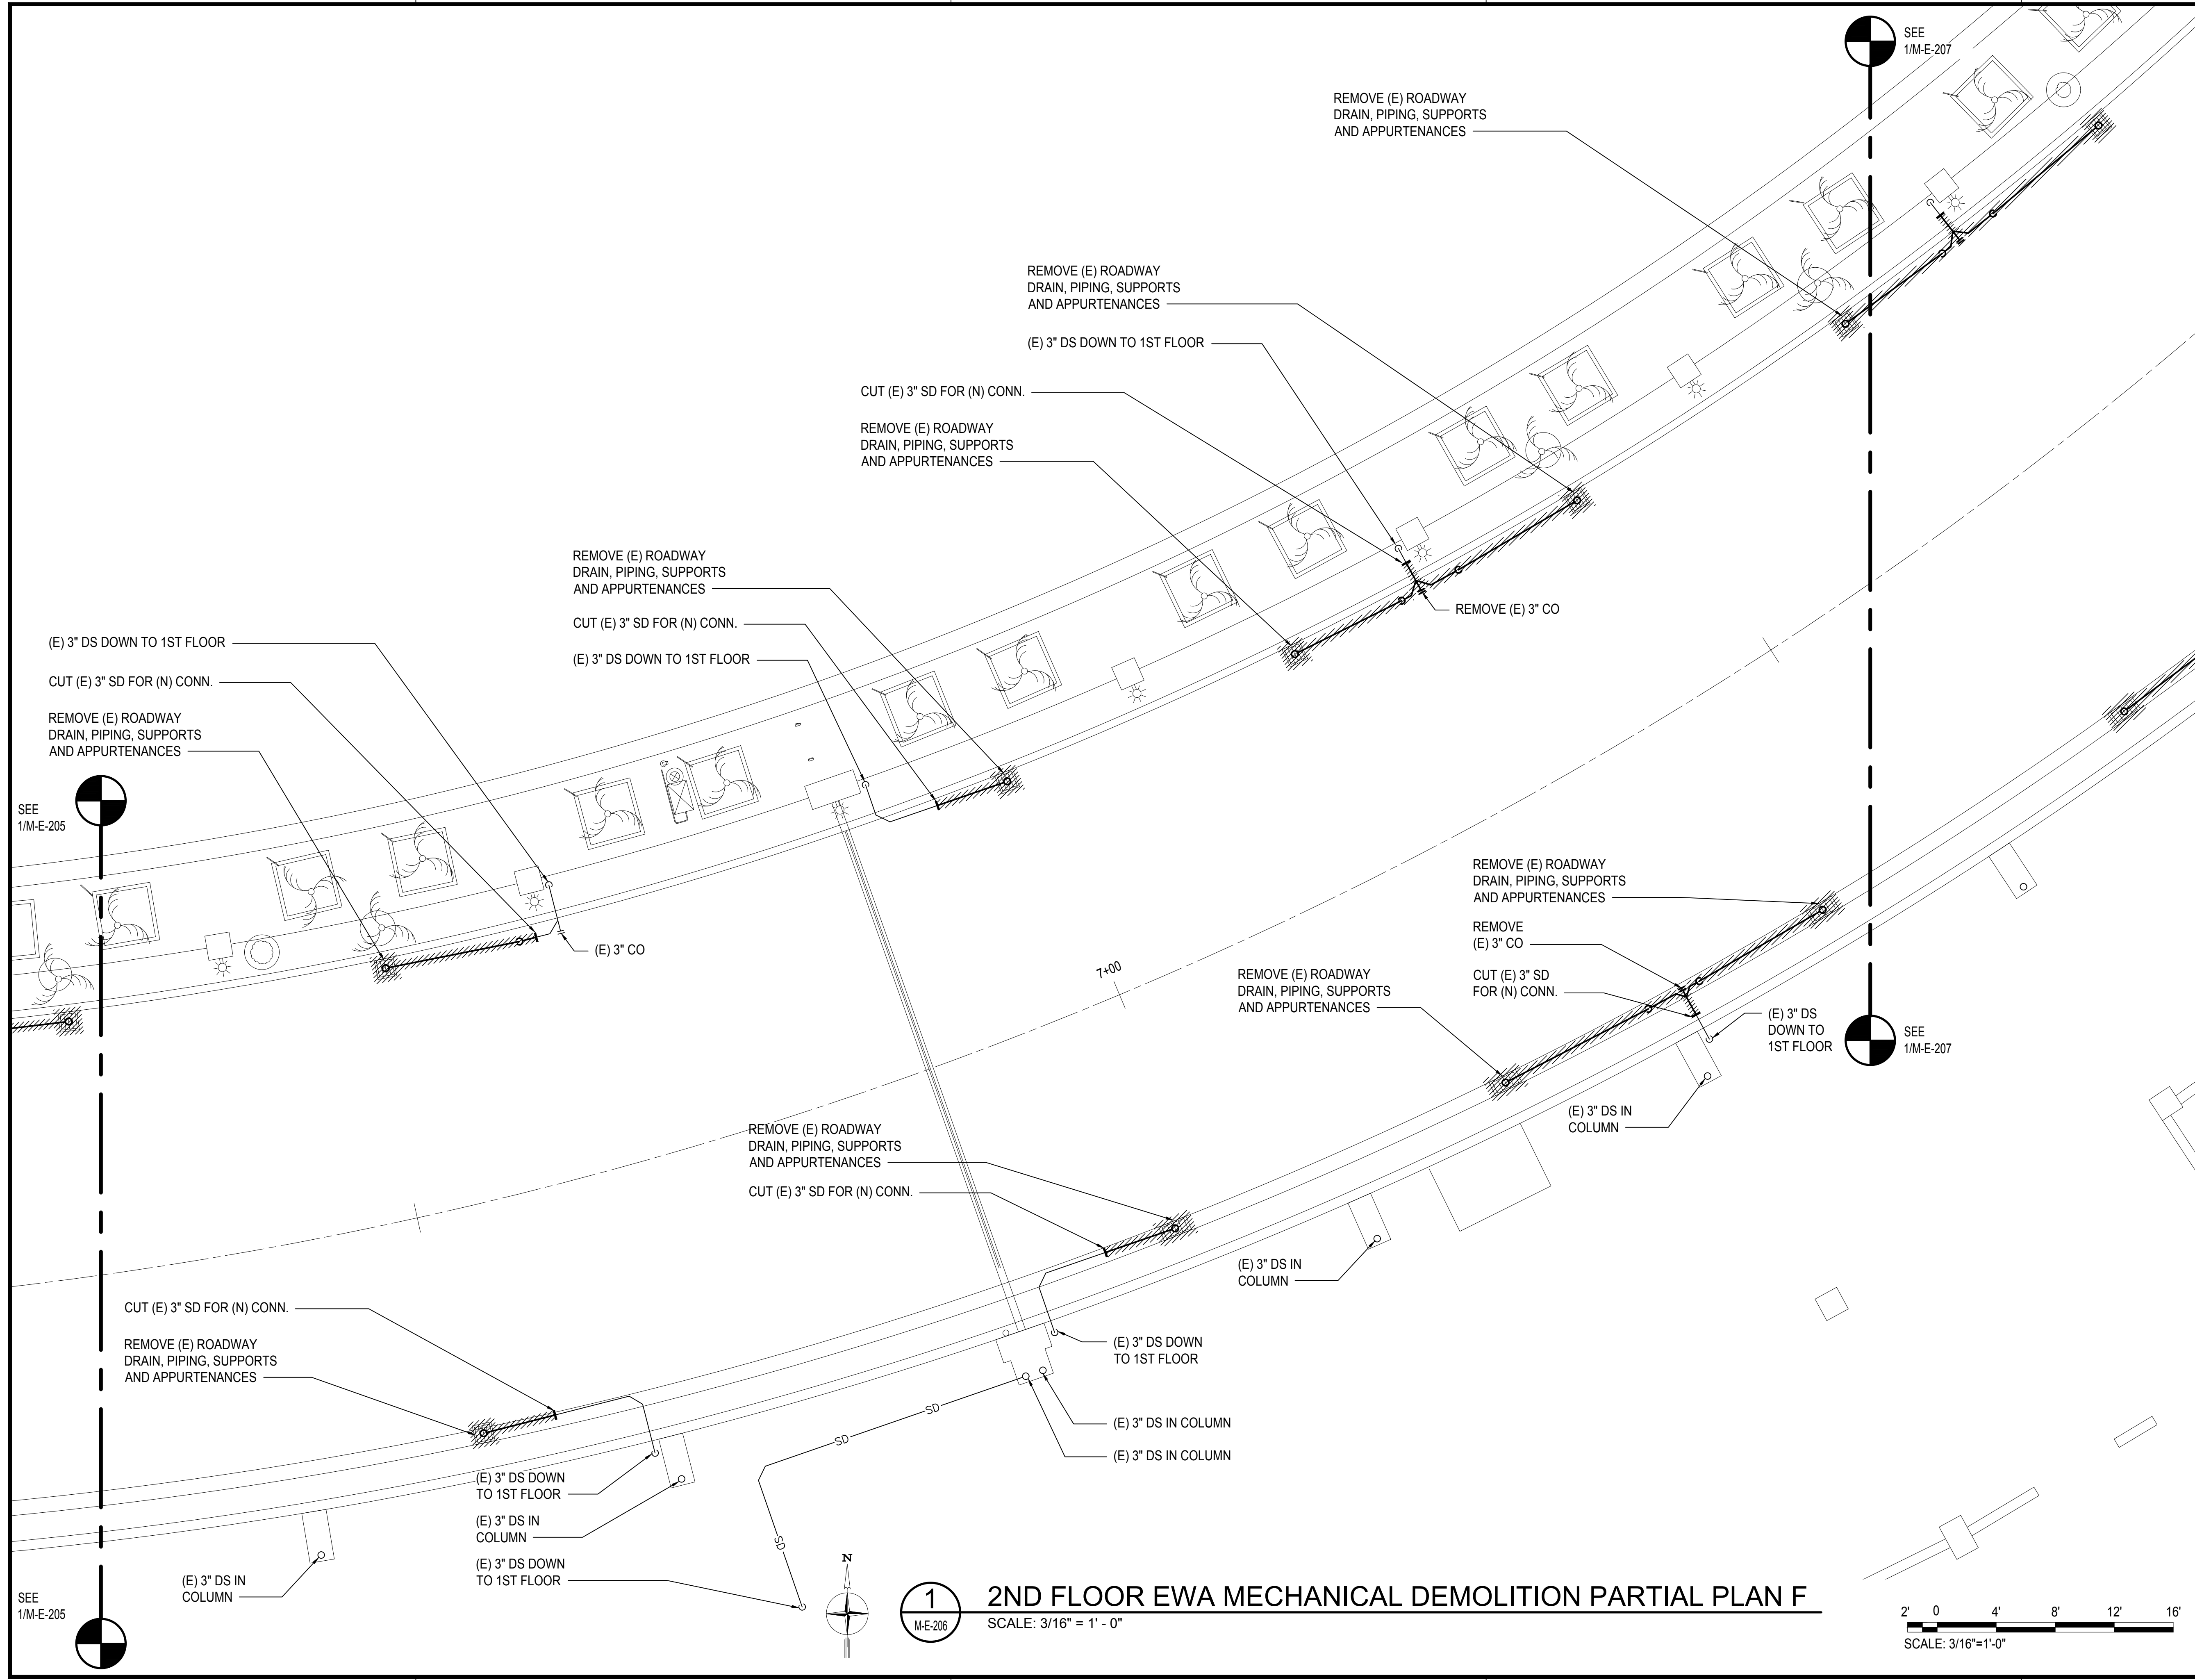 SEE
1/M-E-207
REMOVE (E) ROADWAY
DRAIN, PIPING, SUPPORTS
AND APPURTENANCES
REMOVE (E) ROADWAY
DRAIN, PIPING, SUPPORTS
AND APPURTENANCES
(E) 3" DS DOWN TO 1ST FLOOR
CUT (E) 3" SD FOR (N) CONN.
REMOVE (E) ROADWAY
DRAIN, PIPING, SUPPORTS
AND APPURTENANCES
REMOVE (E) 3" CO
REMOVE (E) ROADWAY
DRAIN, PIPING, SUPPORTS
AND APPURTENANCES
CUT (E) 3" SD FOR (N) CONN.
(E) 3" DS DOWN TO 1ST FLOOR
(E) 3" DS DOWN TO 1ST FLOOR
CUT (E) 3" SD FOR (N) CONN.
REMOVE (E) ROADWAY
DRAIN, PIPING, SUPPORTS
AND APPURTENANCES
SEE
1/M-E-205
(E) 3" CO
7+00
REMOVE (E) ROADWAY
DRAIN, PIPING, SUPPORTS
AND APPURTENANCES
REMOVE
(E) 3" CO
CUT (E) 3" SD
FOR (N) CONN.
REMOVE (E) ROADWAY
DRAIN, PIPING, SUPPORTS
AND APPURTENANCES
(E) 3" DS
DOWN TO
1ST FLOOR
SEE
1/M-E-207
(E) 3" DS IN
COLUMN
REMOVE (E) ROADWAY
DRAIN, PIPING, SUPPORTS
AND APPURTENANCES
CUT (E) 3" SD FOR (N) CONN.
(E) 3" DS IN
COLUMN
CUT (E) 3" SD FOR (N) CONN.
REMOVE (E) ROADWAY
DRAIN, PIPING, SUPPORTS
AND APPURTENANCES
(E) 3" DS DOWN
TO 1ST FLOOR
SD
SD
SD
(E) 3" DS IN COLUMN
(E) 3" DS IN COLUMN
(E) 3" DS DOWN
TO 1ST FLOOR
(E) 3" DS IN
COLUMN
(E) 3" DS DOWN
TO 1ST FLOOR
(E) 3" DS IN
COLUMN
SEE
1/M-E-205
N
1
M-E-206
2ND FLOOR EWA MECHANICAL DEMOLITION PARTIAL PLAN F
SCALE: 3/16" = 1' - 0"
2' 0 4' 8' 12' 16'
SCALE: 3/16"=1'-0"